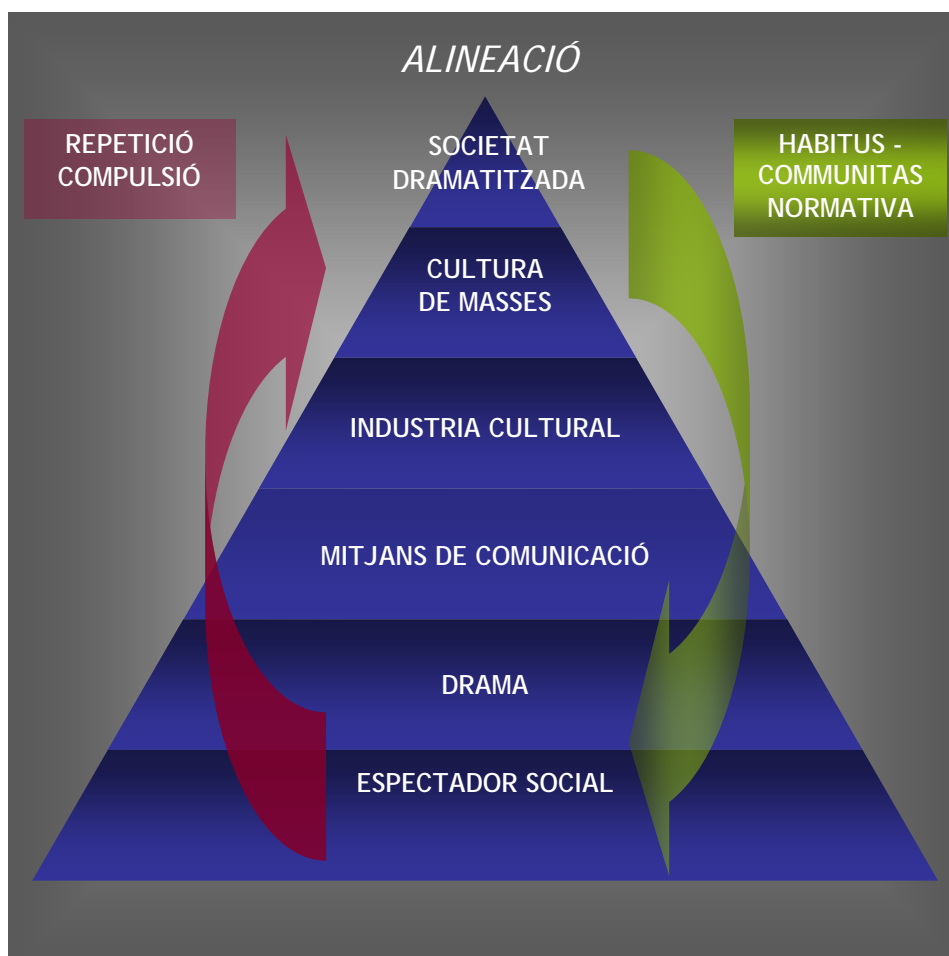 ALINEACIÓ
REPETICIÓ
COMPULSIÓ
SOCIETAT
DRAMATITZADA
HABITUS -
COMMUNITAS
NORMATIVA
CULTURA
DE MASSES
INDUSTRIA CULTURAL
MITJANS DE COMUNICACIÓ
DRAMA
ESPECTADOR SOCIAL